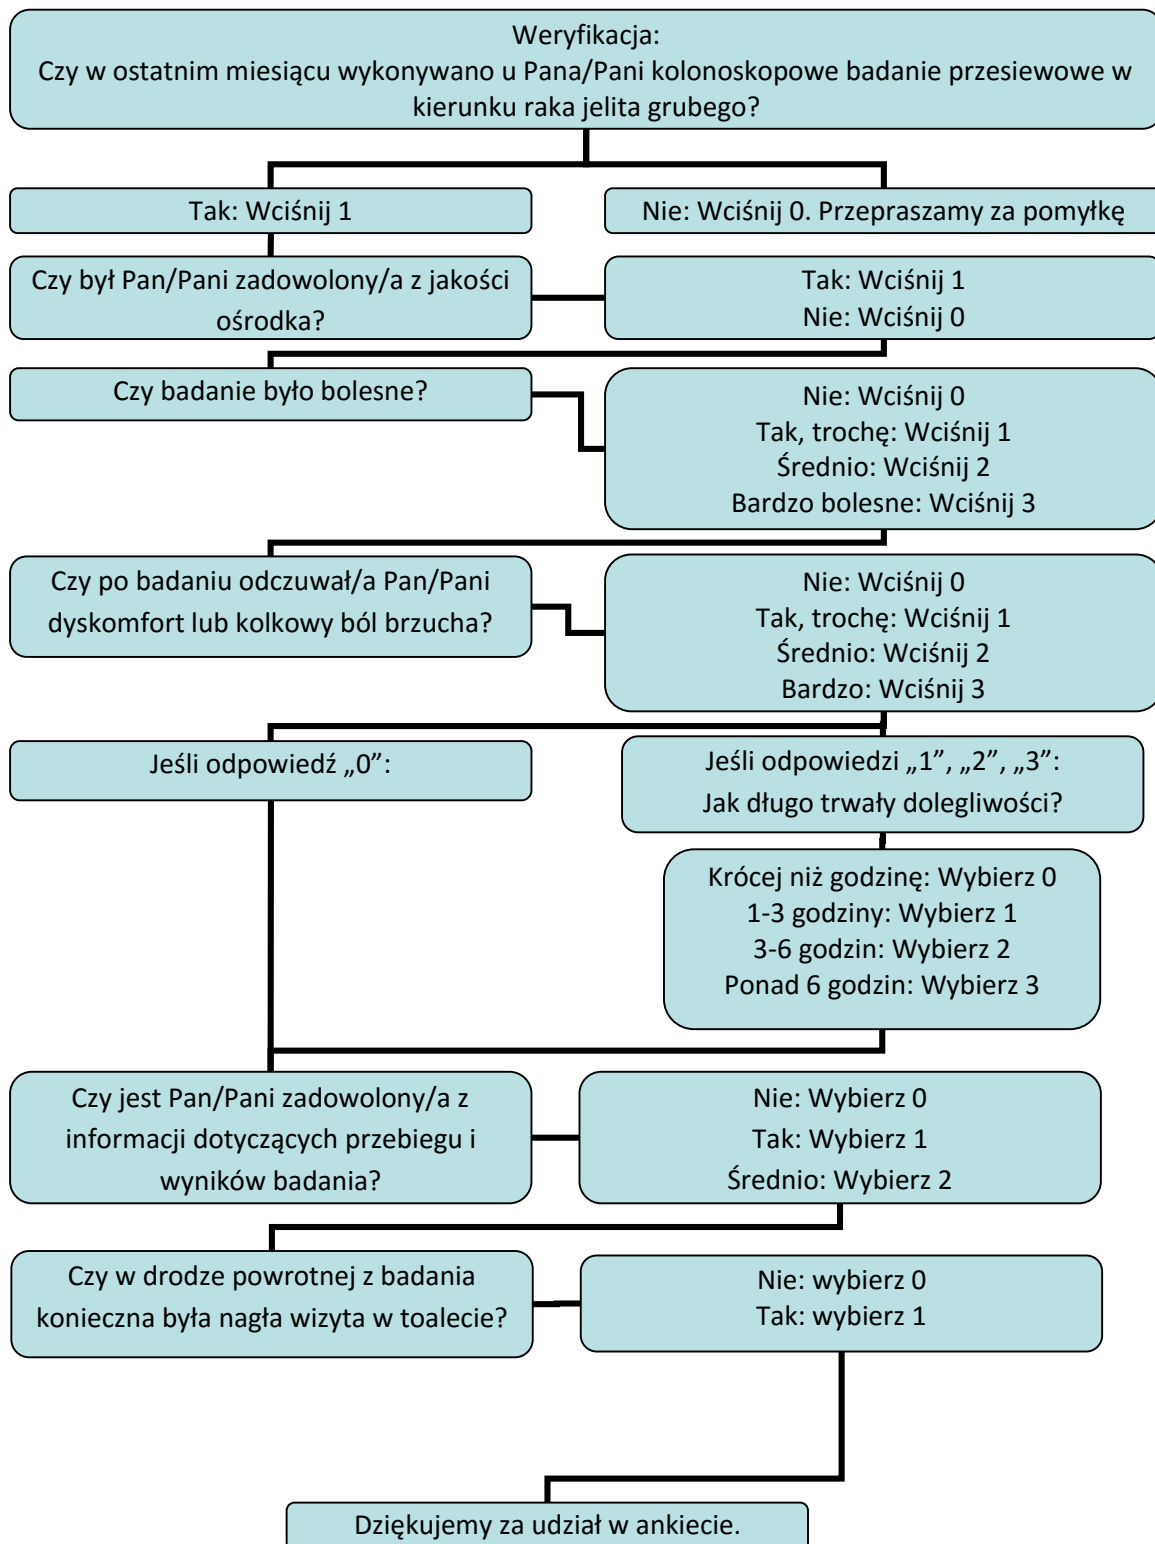 Weryfikacja:
Czy w ostatnim miesiącu wykonywano u Pana/Pani kolonoskopowe badanie przesiewowe w
kierunku raka jelita grubego?
Tak: Wciśnij 1
Nie: Wciśnij 0. Przepraszamy za pomyłkę
Czy był Pan/Pani zadowolony/a z jakości
ośrodka?
Tak: Wciśnij 1
Nie: Wciśnij 0
Czy badanie było bolesne?
Nie: Wciśnij 0
Tak, trochę: Wciśnij 1
Średnio: Wciśnij 2
Bardzo bolesne: Wciśnij 3
Czy po badaniu odczuwał/a Pan/Pani
dyskomfort lub kolkowy ból brzucha?
Nie: Wciśnij 0
Tak, trochę: Wciśnij 1
Średnio: Wciśnij 2
Bardzo: Wciśnij 3
Jeśli odpowiedź „0”:
Jeśli odpowiedzi „1”, „2”, „3”:
Jak długo trwały dolegliwości?
Krócej niż godzinę: Wybierz 0
1-3 godziny: Wybierz 1
3-6 godzin: Wybierz 2
Ponad 6 godzin: Wybierz 3
Czy jest Pan/Pani zadowolony/a z
informacji dotyczących przebiegu i
wyników badania?
Nie: Wybierz 0
Tak: Wybierz 1
Średnio: Wybierz 2
Czy w drodze powrotnej z badania
konieczna była nagła wizyta w toalecie?
Nie: wybierz 0
Tak: wybierz 1
Dziękujemy za udział w ankiecie.